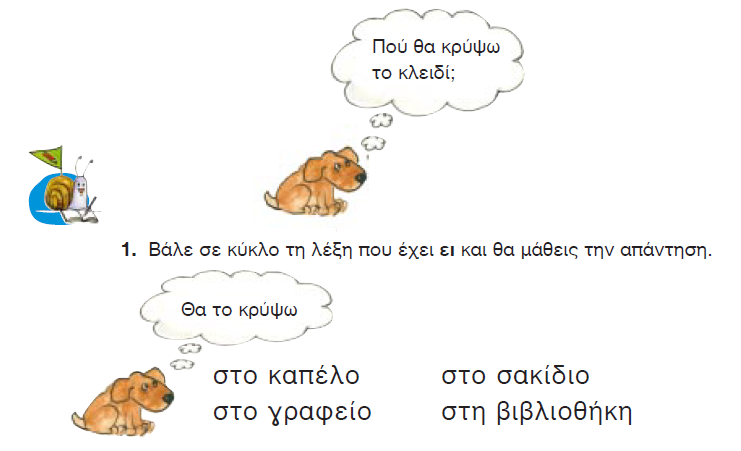 Πού θα κρύψω
το κλειδί;
1. Βάλε σε κύκλο τη λέξη που έχει ει και θα μάθεις την απάντηση.
Θα το κρύψω
στο καπέλο στο σακίδιο
στο γραφείο στη βιβλιοθήκη